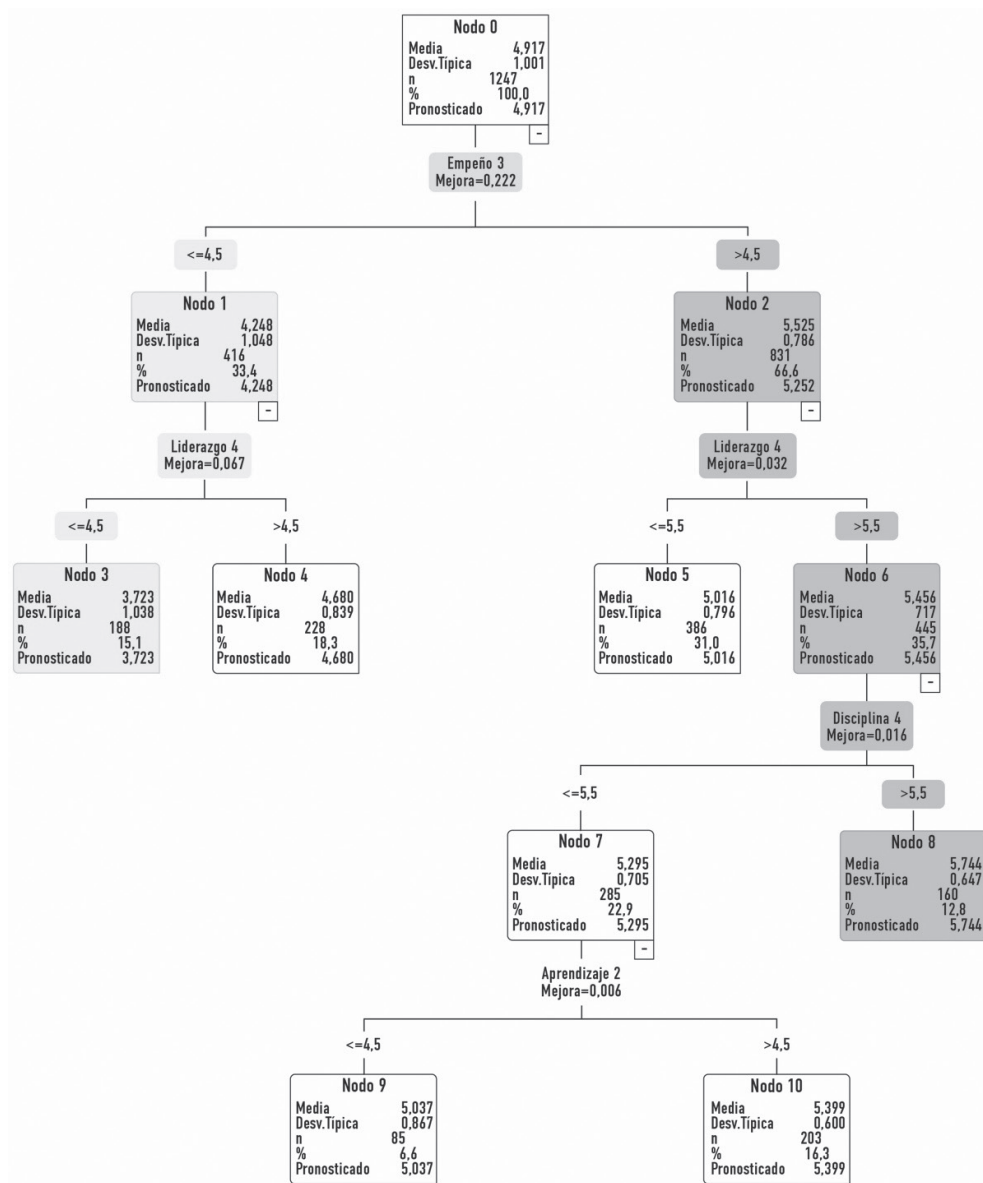 Nodo 0
Media 4,917
Desv.Típica 1,001
n 1247
% 100,0
Pronosticado 4,917
-
Empeño 3
Mejora=0,222
<=4,5
>4,5
Nodo 1
Media 4,248
Desv.Típica 1,048
n 416
% 33,4
Pronosticado 4,248
-
Nodo 2
Media 5,525
Desv.Típica 0,786
n 831
% 66,6
Pronosticado 5,252
-
Liderazgo 4
Mejora=0,067
Liderazgo 4
Mejora=0,032
<=4,5
>4,5
<=5,5
>5,5
Nodo 3
Media 3,723
Desv.Típica 1,038
n 188
% 15,1
Pronosticado 3,723
Nodo 4
Media 4,680
Desv.Típica 0,839
n 228
% 18,3
Pronosticado 4,680
Nodo 5
Media 5,016
Desv.Típica 0,796
n 386
% 31,0
Pronosticado 5,016
Nodo 6
Media 5,456
Desv.Típica 717
n 445
% 35,7
Pronosticado 5,456
-
Disciplina 4
Mejora=0,016
<=5,5
>5,5
Nodo 7
Media 5,295
Desv.Típica 0,705
n 285
% 22,9
Pronosticado 5,295
-
Nodo 8
Media 5,744
Desv.Típica 0,647
n 160
% 12,8
Pronosticado 5,744
Aprendizaje 2
Mejora=0,006
<=4,5
>4,5
Nodo 9
Media 5,037
Desv.Típica 0,867
n 85
% 6,6
Pronosticado 5,037
Nodo 10
Media 5,399
Desv.Típica 0,600
n 203
% 16,3
Pronosticado 5,399